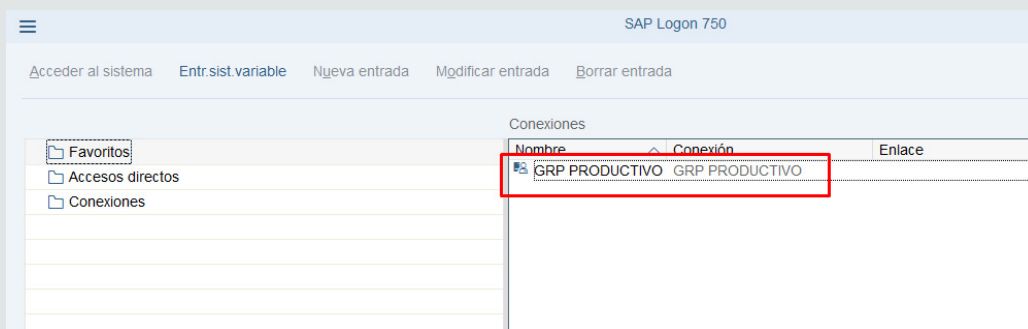 SAP Logon 750
Acceder al sistema Entr.sist.variable Nueva entrada Modificar entrada Borrar entrada
Conexiones
Favoritos
Accesos directos
Conexiones
Nombre Conexión Enlace
GRP PRODUCTIVO GRP PRODUCTIVO